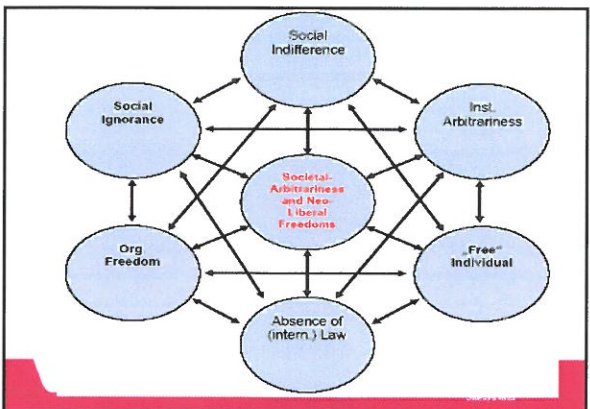 Social
Indifference
Social
Ignorance
Inst.
Arbitrariness
Societal-
Arbitrariness
and Neo-
Liberal
Freedoms
Org
Freedom
„Free“
Individual
Absence of
(intern.) Law